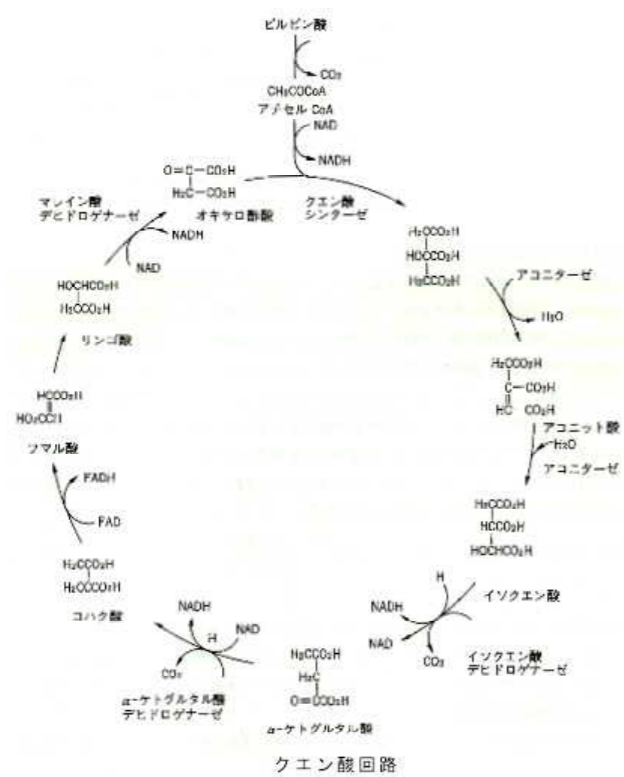 ピルビン酸
CO₂
CH₃COCoA
アチセル CoA
NAD
NADH
O=C—CO₂H
H₂C—CO₂H
オキサロ酢酸
クエン酸
シンターゼ
マレイン酸
デヒドロゲナーゼ
NADH
NAD
H₂CCO₂H
HOCCO₂H
H₂CCO₂H
アコニターゼ
H₂O
HOCHCO₂H
H₂CCO₂H
リンゴ酸
H₂CCO₂H
C—CO₂H
HC CO₂H
アコニット酸
H₂O
アコニターゼ
HCCO₂H
HO₂CCH
フマル酸
FADH
FAD
H₂CCO₂H
HCCO₂H
HOCHCO₂H
イソクエン酸
H₂CCO₂H
コハク酸
H
NADH
NAD
CO₂
イソクエン酸
デヒドロゲナーゼ
NADH
H
NAD
CO₂
α-ケトグルタル酸
デヒドロゲナーゼ
H₂CCO₂H
H₂C
O=CCO₂H
α-ケトグルタル酸
クエン酸回路